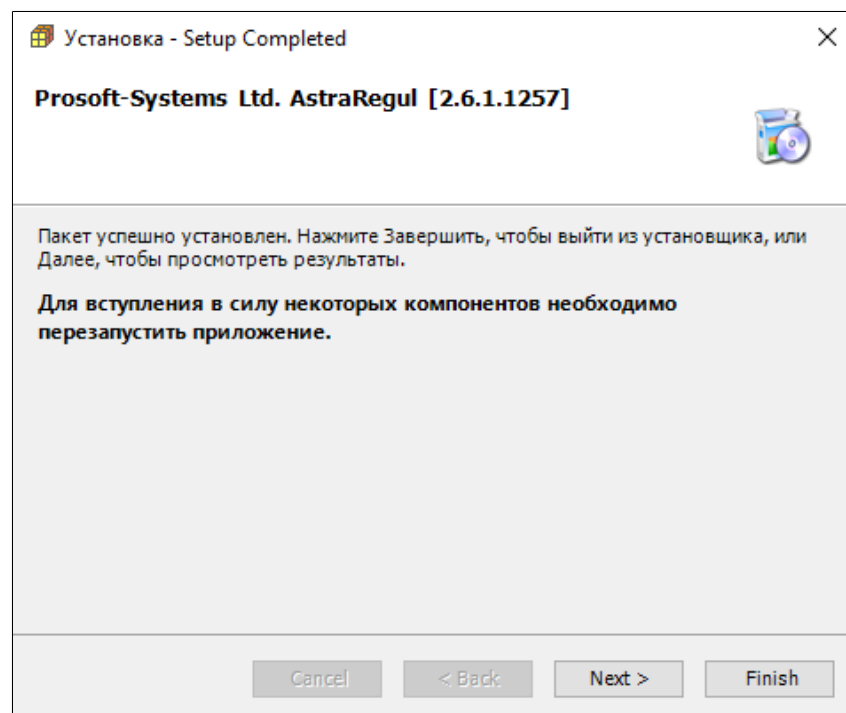 Установка - Setup Completed
Prosoft-Systems Ltd. AstraRegul [2.6.1.1257]
Пакет успешно установлен. Нажмите Завершить, чтобы выйти из установщика, или
Далее, чтобы просмотреть результаты.
Для вступления в силу некоторых компонентов необходимо
перезапустить приложение.
Cancel < Back Next > Finish